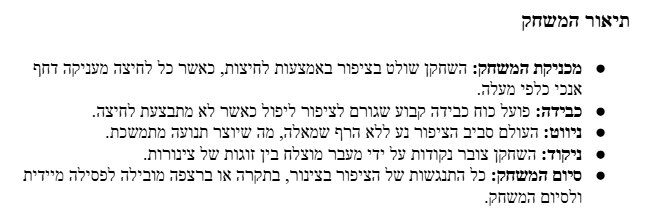 תיאור המשחק
● מכניקת המשחק: השחקן שולט בציפור באמצעות לחיצות, כאשר כל לחיצה מעניקה דחף
אנכי כלפי מעלה.
● כבידה: פועל כוח כבידה קבוע שגורם לציפור ליפול כאשר לא מתבצעת לחיצה.
● ניווט: העולם סביב הציפור נע ללא הרף שמאלה, מה שיוצר תנועה מתמשכת.
● ניקוד: השחקן צובר נקודות על ידי מעבר מוצלח בין זוגות של צינורות.
● סיום המשחק: כל התנגשות של הציפור בצינור, בתקרה או ברצפה מובילה לפסילה מיידית
ולסיום המשחק.